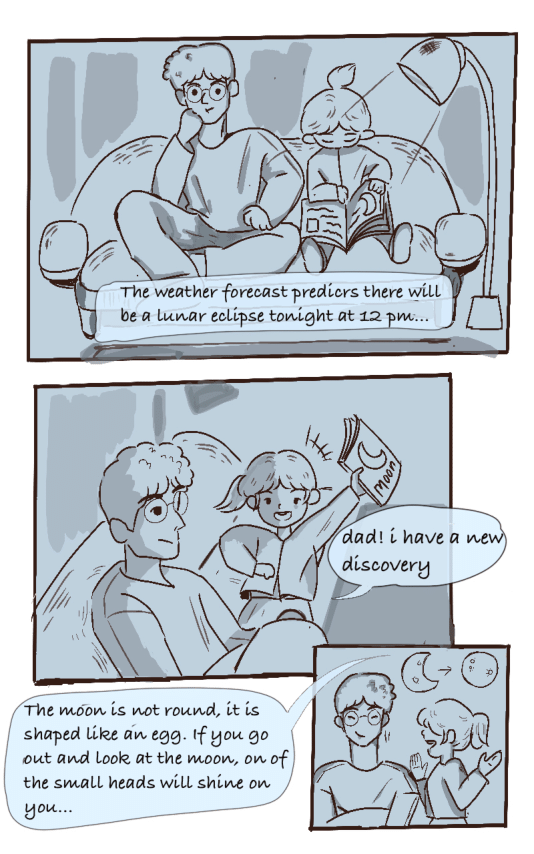 The weather forecast predicrs there will
be a lunar eclipse tonight at 12 pm...
Moon
dad! i have a new
discovery
The moon is not round, it is
shaped like an egg. If you go
out and look at the moon, on of
the small heads will shine on
you...